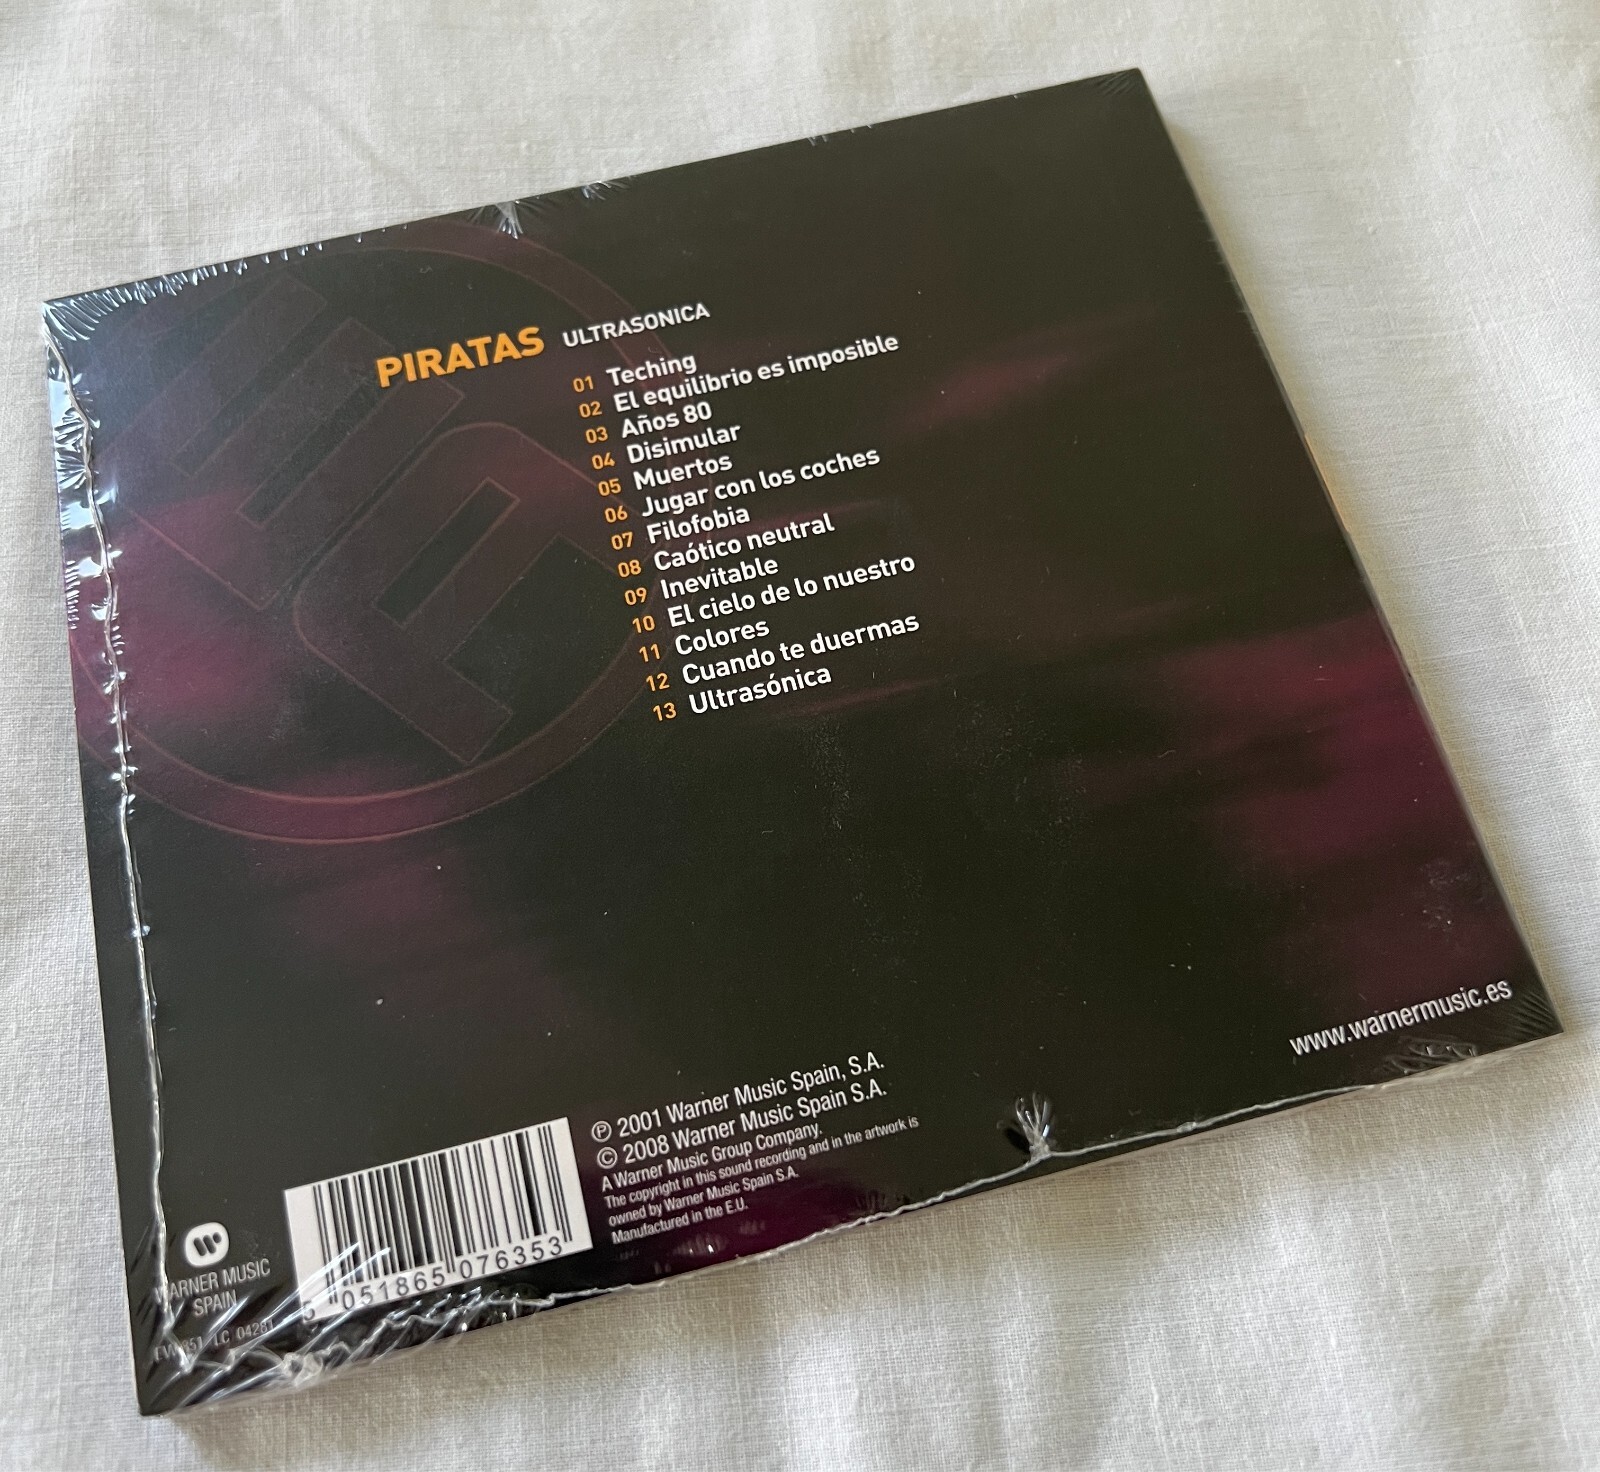 PIRATAS ULTRASONICA
01 Teching
02 El equilibrio es imposible
03 Años 80
04 Disimular
05 Muertos
06 Jugar con los coches
07 Filofobia
08 Caótico neutral
09 Inevitable
10 El cielo de lo nuestro
11 Colores
12 Cuando te duermas
13 Ultrasónica
www.warnermusic.es
℗ 2001 Warner Music Spain, S.A.
© 2008 Warner Music Spain S.A.
A Warner Music Group Company.
The copyright in this sound recording and in the artwork is
owned by Warner Music Spain S.A.
Manufactured in the E.U.
5 051865 076353
WARNER MUSIC
SPAIN
LC 04281